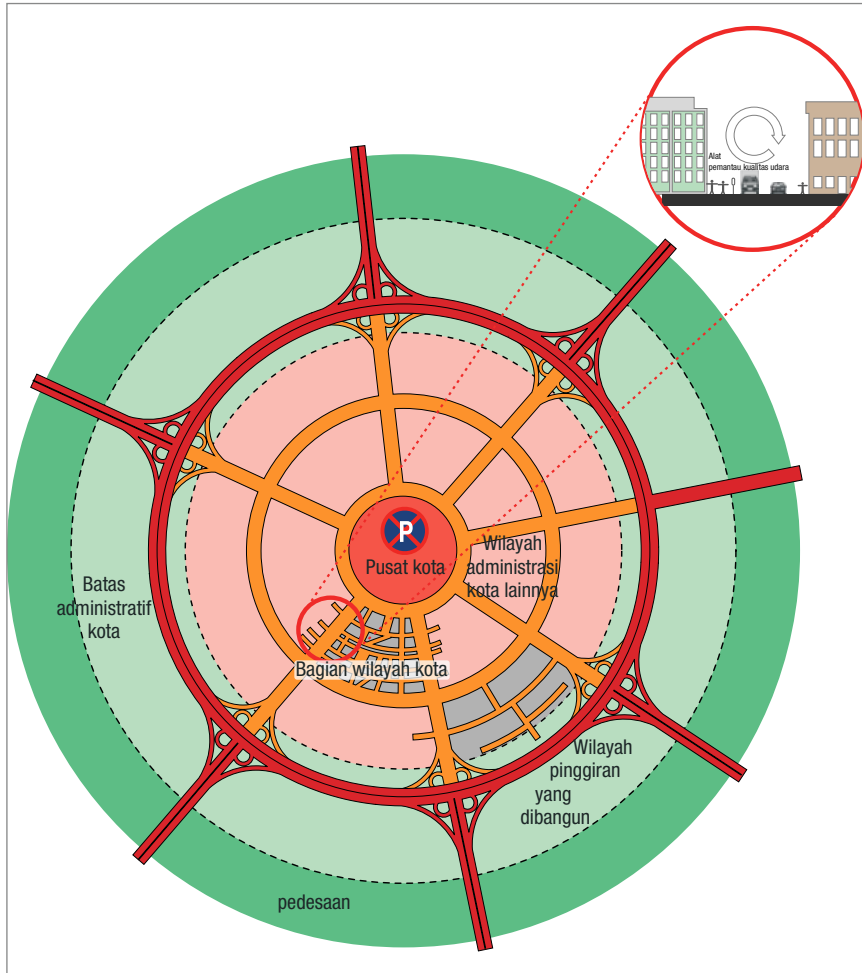 Alat
pemantau kualitas udara
P
Pusat kota
Wilayah
administrasi
kota lainnya
Batas
administratif
kota
Bagian wilayah kota
Wilayah
pinggiran
yang
dibangun
pedesaan